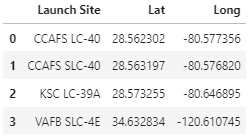 Launch Site Lat Long
0 CCAFS LC-40 28.562302 -80.577356
1 CCAFS SLC-40 28.563197 -80.576820
2 KSC LC-39A 28.573255 -80.646895
3 VAFB SLC-4E 34.632834 -120.610745